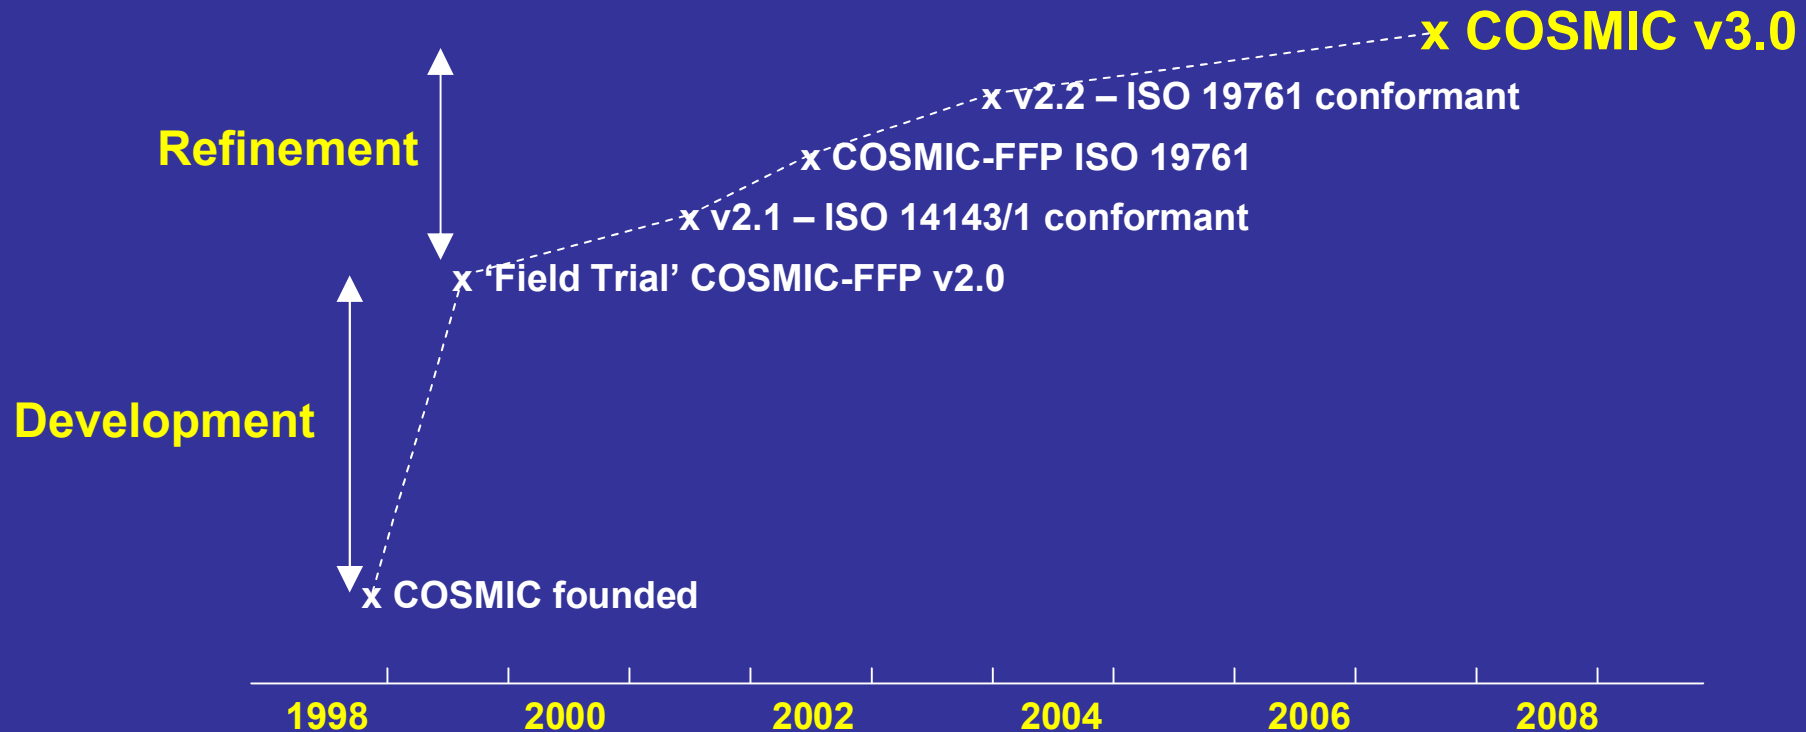 x COSMIC v3.0
x v2.2 – ISO 19761 conformant
Refinement
x COSMIC-FFP ISO 19761
x v2.1 – ISO 14143/1 conformant
x ‘Field Trial’ COSMIC-FFP v2.0
Development
x COSMIC founded
1998 2000 2002 2004 2006 2008